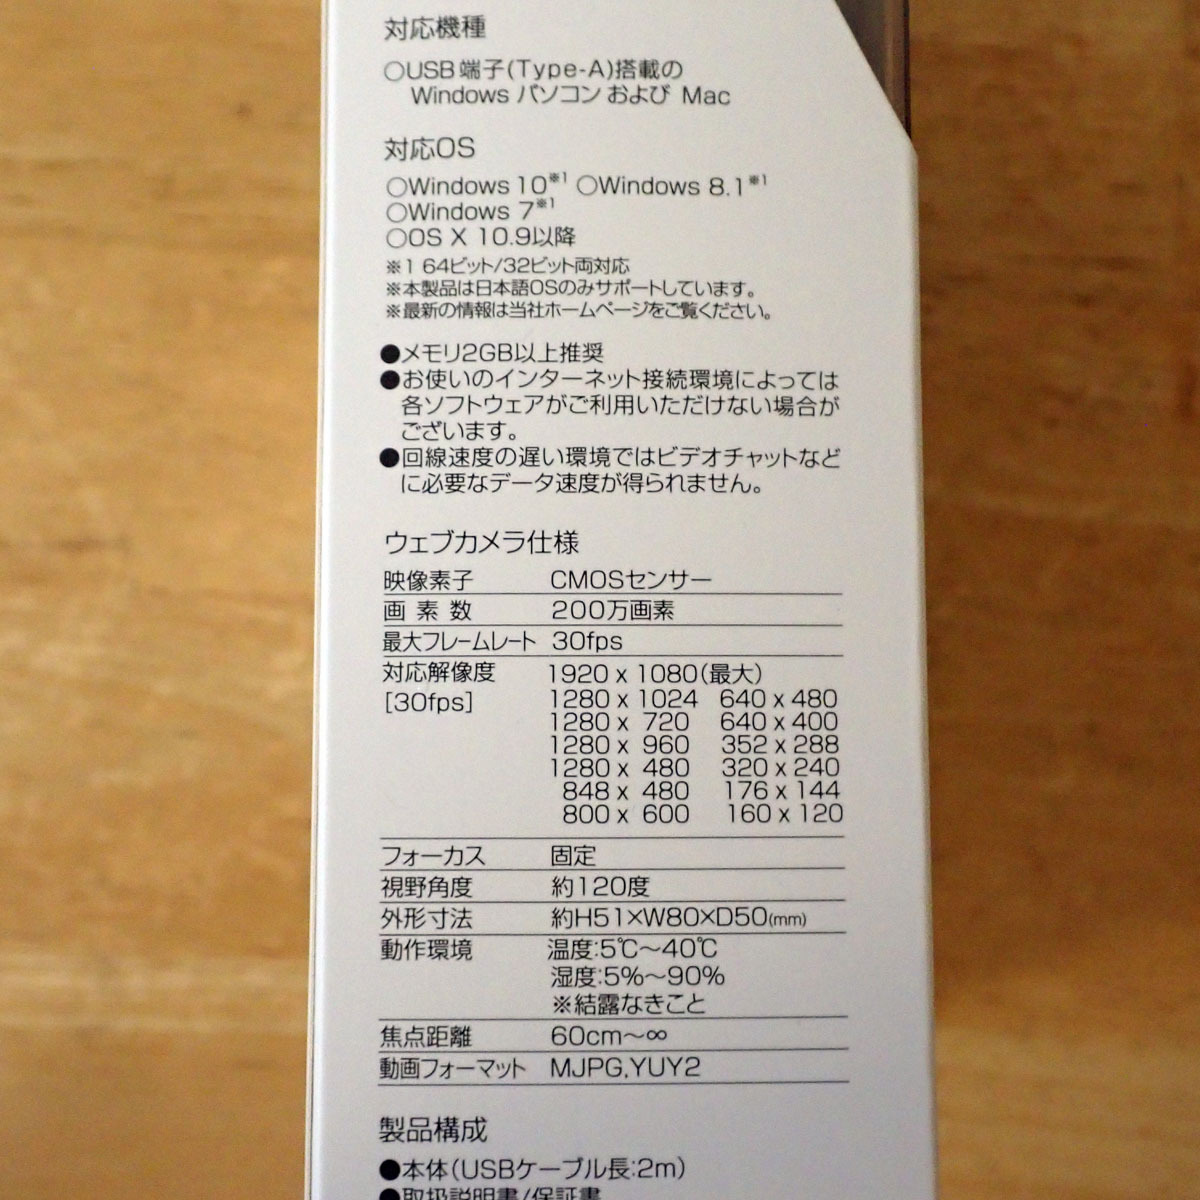 対応機種
○USB端子(Type-A)搭載の
Windows パソコン および Mac
対応OS
○Windows 10※1 ○Windows 8.1※1
○Windows 7※1
○OS X 10.9以降
※1 64ビット/32ビット両対応
※本製品は日本語OSのみサポートしています。
※最新の情報は当社ホームページをご覧ください。
●メモリ2GB以上推奨
●お使いのインターネット接続環境によっては
各ソフトウェアがご利用いただけない場合が
ございます。
●回線速度の遅い環境ではビデオチャットなど
に必要なデータ速度が得られません。
ウェブカメラ仕様
映像素子 CMOSセンサー
画素数 200万画素
最大フレームレート 30fps
対応解像度 1920 x 1080(最大)
[30fps] 1280 x 1024 640 x 480
1280 x 720 640 x 400
1280 x 960 352 x 288
1280 x 480 320 x 240
848 x 480 176 x 144
800 x 600 160 x 120
フォーカス 固定
視野角度 約120度
外形寸法 約H51×W80×D50(mm)
動作環境 温度:5℃～40℃
湿度:5%～90%
※結露なきこと
焦点距離 60cm～∞
動画フォーマット MJPG,YUY2
製品構成
●本体(USBケーブル長:2m)
●取扱説明書/保証書